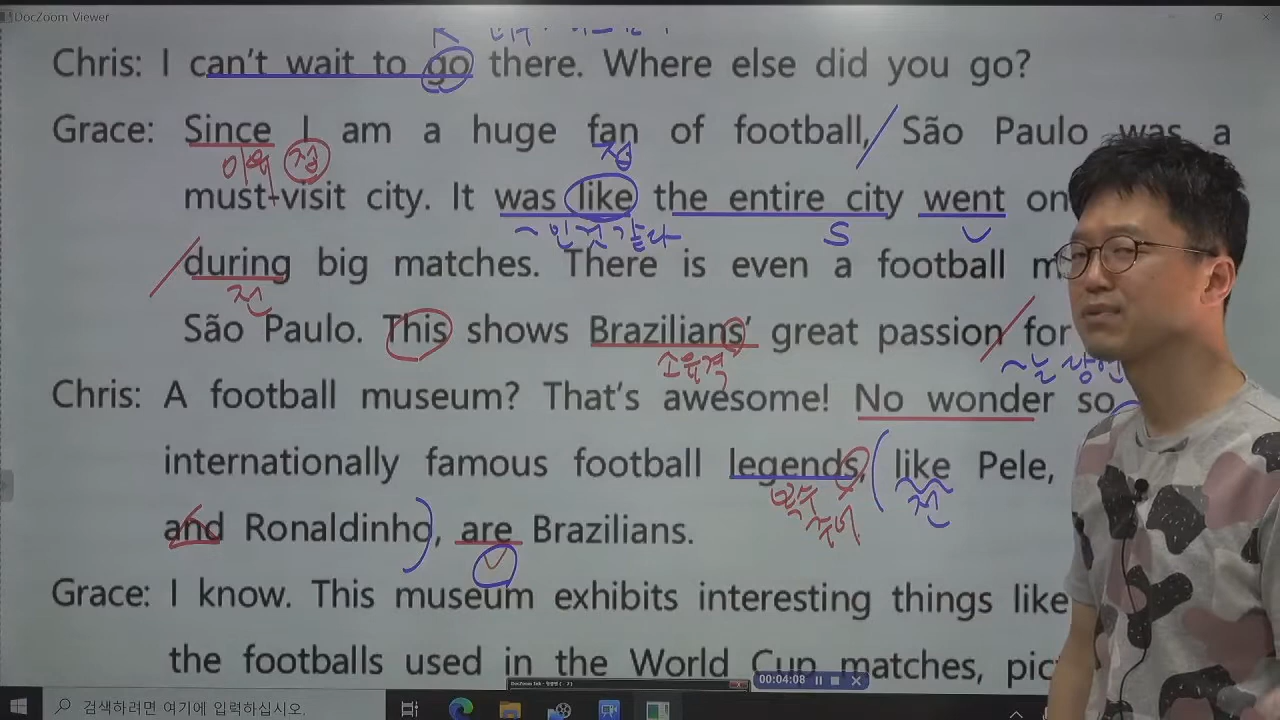 DocZoom Viewer
Chris: I can't wait to go there. Where else did you go?
Grace: Since I am a huge fan of football, São Paulo was a
이유 접 접
must-visit city. It was like the entire city went on
~인것 같다 S v
during big matches. There is even a football m
전
São Paulo. This shows Brazilians' great passion for
소유격
Chris: A football museum? That's awesome! No wonder so
internationally famous football legends, like Pele,
복수 주어 전
and Ronaldinho, are Brazilians.
v
Grace: I know. This museum exhibits interesting things like
the footballs used in the World Cup matches, pic
00:04:08
검색하려면 여기에 입력하십시오.